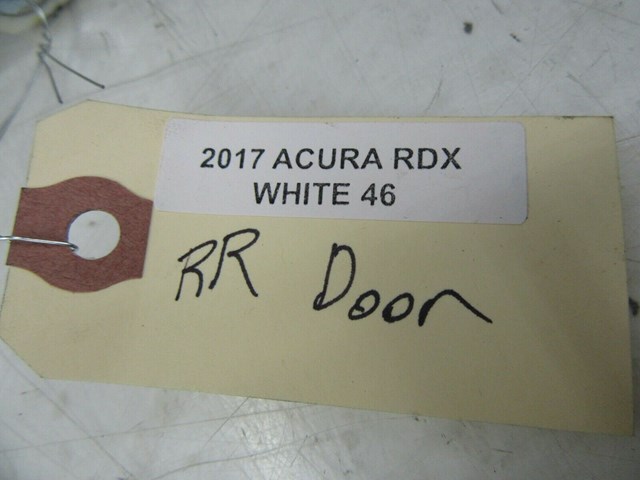 2017 ACURA RDX
WHITE 46
RR Door